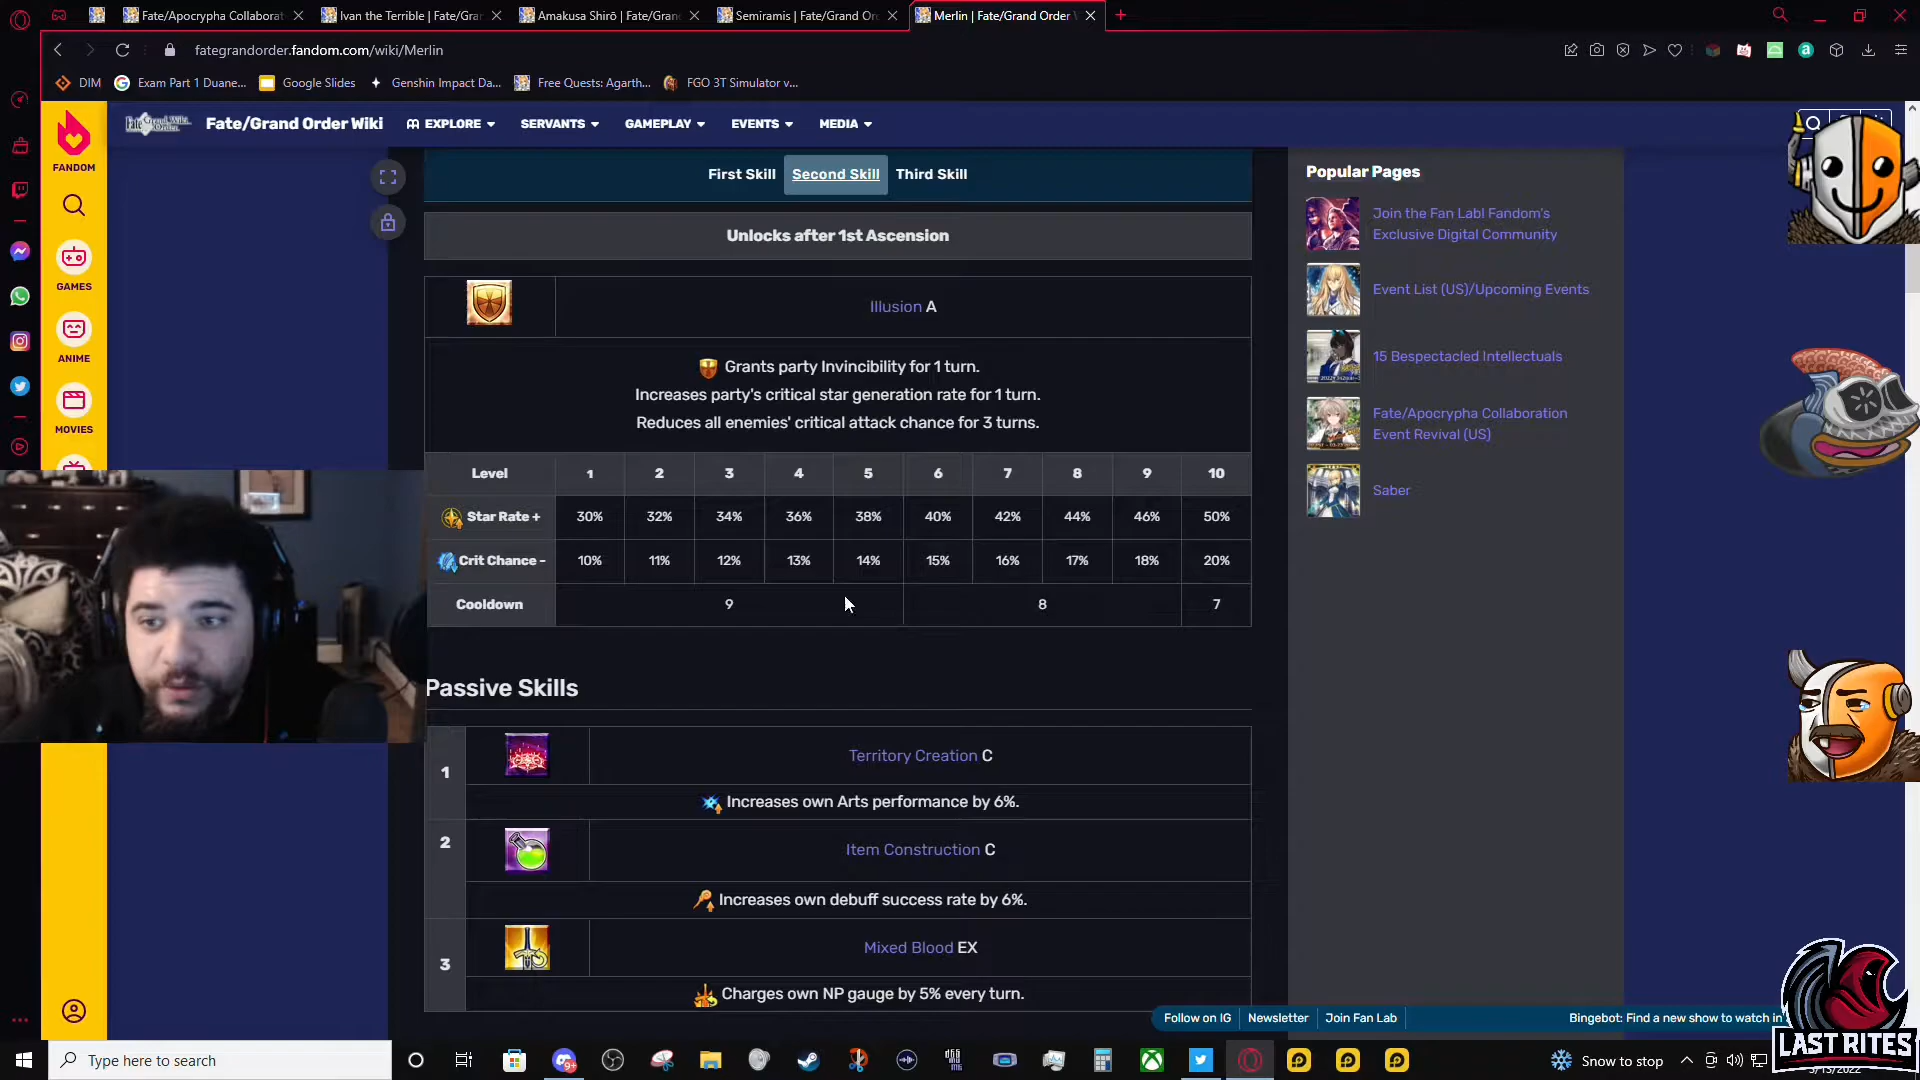 Fate/Apocrypha Collaborat
Ivan the Terrible | Fate/Gran
Amakusa Shirō | Fate/Gran
Semiramis | Fate/Grand Or
Merlin | Fate/Grand Order
fategrandorder.fandom.com/wiki/Merlin
DIM
Exam Part 1 Duane...
Google Slides
Genshin Impact Da...
Free Quests: Agarth...
FGO 3T Simulator v...
FANDOM
Fate/Grand Order Wiki
EXPLORE
SERVANTS
GAMEPLAY
EVENTS
MEDIA
GAMES
ANIME
MOVIES
First Skill
Second Skill
Third Skill
Unlocks after 1st Ascension
Illusion A
Grants party Invincibility for 1 turn.
Increases party's critical star generation rate for 1 turn.
Reduces all enemies' critical attack chance for 3 turns.
Level 1 2 3 4 5 6 7 8 9 10
Star Rate + 30% 32% 34% 36% 38% 40% 42% 44% 46% 50%
Crit Chance - 10% 11% 12% 13% 14% 15% 16% 17% 18% 20%
Cooldown 9 8 7
Passive Skills
1
Territory Creation C
Increases own Arts performance by 6%.
2
Item Construction C
Increases own debuff success rate by 6%.
3
Mixed Blood EX
Charges own NP gauge by 5% every turn.
Popular Pages
Join the Fan Labl Fandom's
Exclusive Digital Community
Event List (US)/Upcoming Events
15 Bespectacled Intellectuals
Fate/Apocrypha Collaboration
Event Revival (US)
Saber
Follow on IG
Newsletter
Join Fan Lab
Bingebot: Find a new show to watch in
LAST RITES
Type here to search
9+
Snow to stop